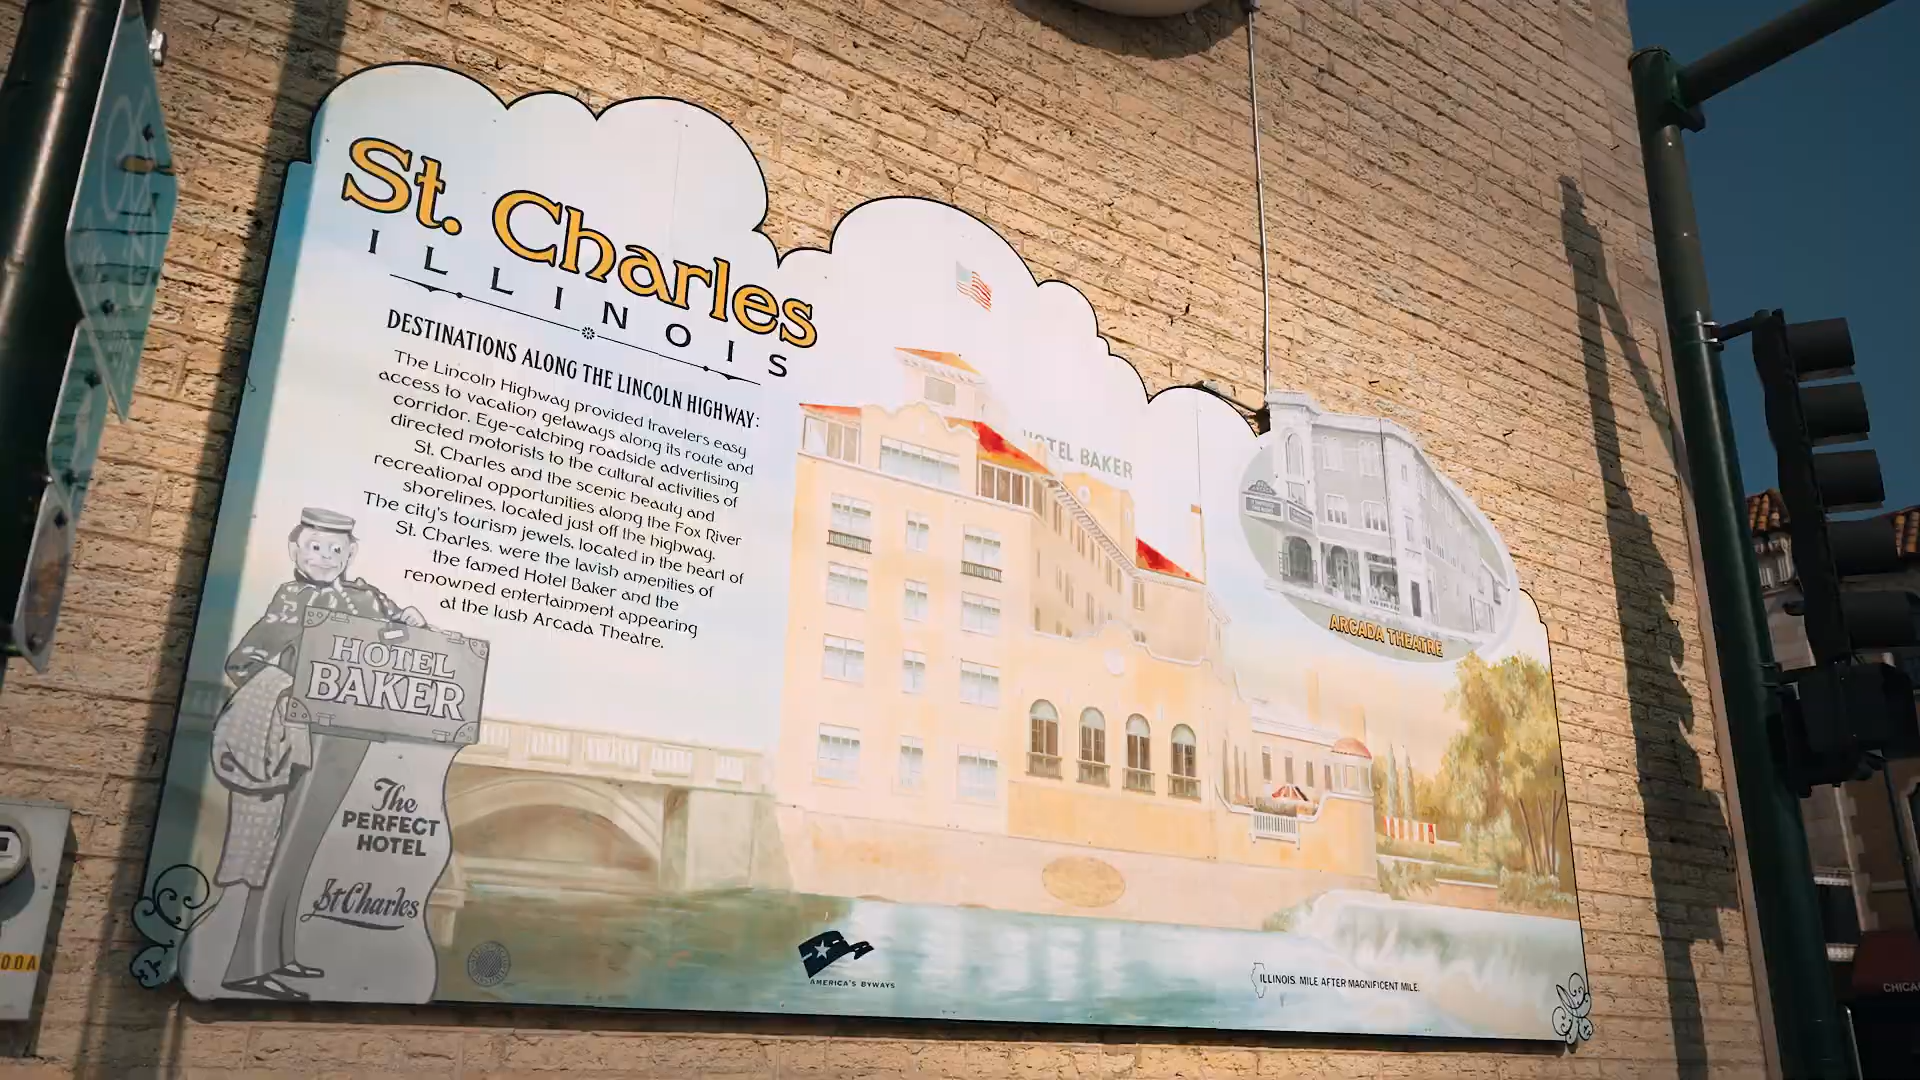 St. Charles
ILLINOIS
DESTINATIONS ALONG THE LINCOLN HIGHWAY:
The Lincoln Highway provided travelers easy
access to vacation getaways along its route and
corridor. Eye-catching roadside advertising
directed motorists to the cultural activities of
St. Charles and the scenic beauty and
recreational opportunities along the Fox River
shorelines, located just off the highway.
The city's tourism jewels, located in the heart of
St. Charles, were the lavish amenities of
the famed Hotel Baker and the
renowned entertainment appearing
at the lush Arcada Theatre.
HOTEL BAKER
ARCADA THEATRE
HOTEL
BAKER
The
PERFECT
HOTEL
St Charles
AMERICA'S BYWAYS
ILLINOIS. MILE AFTER MAGNIFICENT MILE.
00A
CHICA